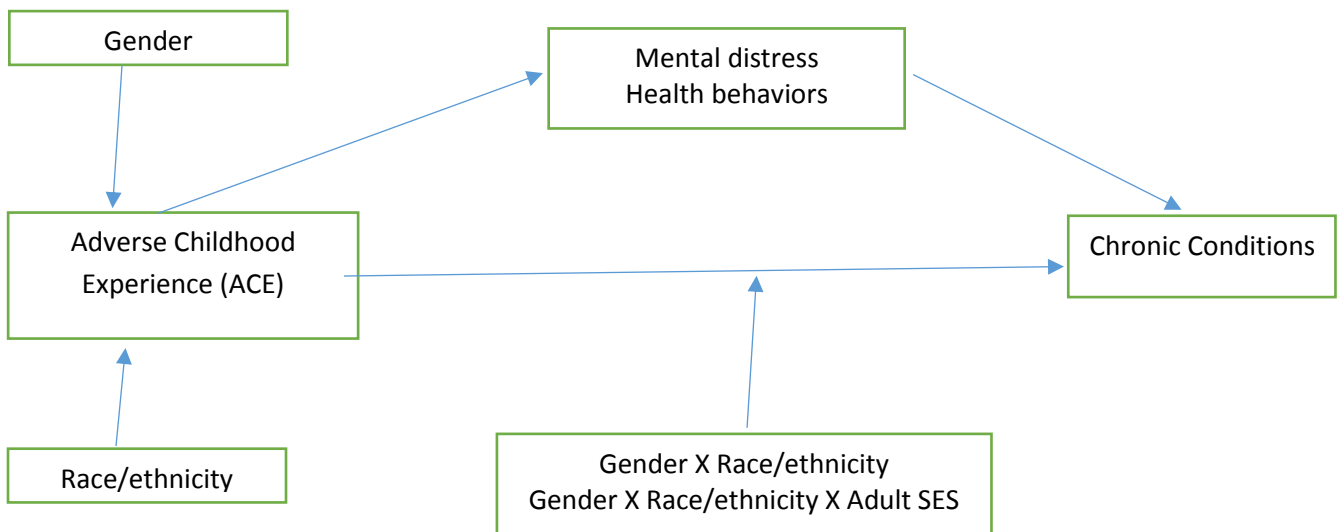 Gender
Mental distress
Health behaviors
Adverse Childhood
Experience (ACE)
Chronic Conditions
Race/ethnicity
Gender X Race/ethnicity
Gender X Race/ethnicity X Adult SES